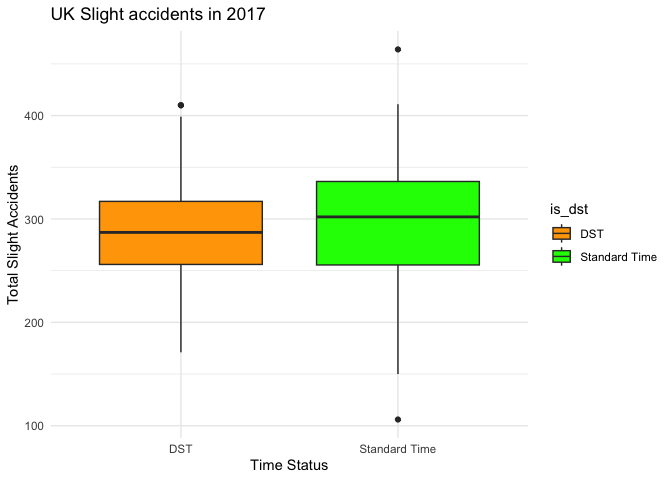 UK Slight accidents in 2017
Total Slight Accidents
400
300
200
100
DST
Standard Time
Time Status
is_dst
DST
Standard Time